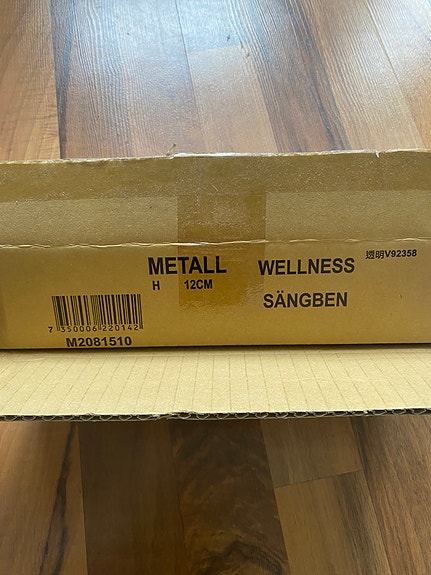 METALL WELLNESS 透明V92358
H 12CM
SÄNGBEN
7 350006 220142
M2081510